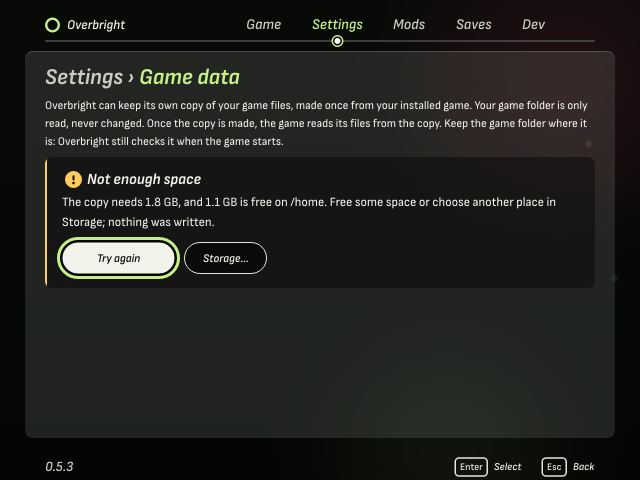 Overbright
Game
Settings
Mods
Saves
Dev
Settings › Game data
Overbright can keep its own copy of your game files, made once from your installed game. Your game folder is only
read, never changed. Once the copy is made, the game reads its files from the copy. Keep the game folder where it
is: Overbright still checks it when the game starts.
Not enough space
The copy needs 1.8 GB, and 1.1 GB is free on /home. Free some space or choose another place in
Storage; nothing was written.
Try again
Storage…
0.5.3
Enter Select
Esc Back